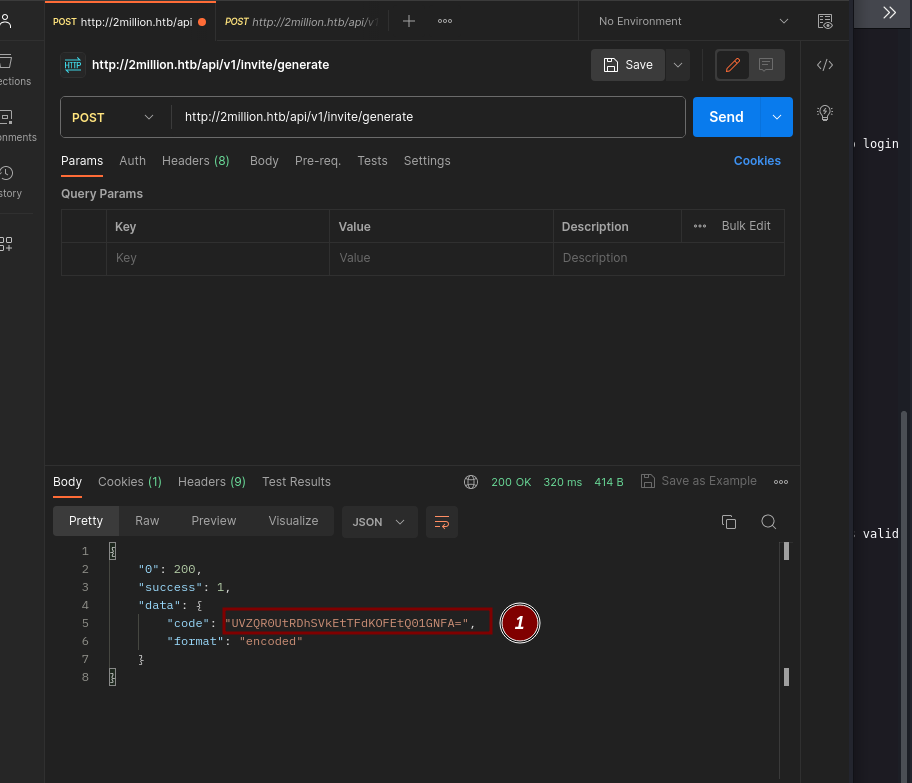 POST http://2million.htb/api
POST http://2million.htb/api/v1
No Environment
http://2million.htb/api/v1/invite/generate
Save
POST
http://2million.htb/api/v1/invite/generate
Send
Params Auth Headers (8) Body Pre-req. Tests Settings
Cookies
Query Params
Key Value Description Bulk Edit
Key Value Description
ections
onments
story
login
valid
Body Cookies (1) Headers (9) Test Results
200 OK 320 ms 414 B Save as Example
Pretty Raw Preview Visualize JSON
1 {
2 "0": 200,
3 "success": 1,
4 "data": {
5 "code": "UVZQR0UtRDhSVkEtTFdKOFEtQ01GNFA=",
6 "format": "encoded"
7 }
8 }
1